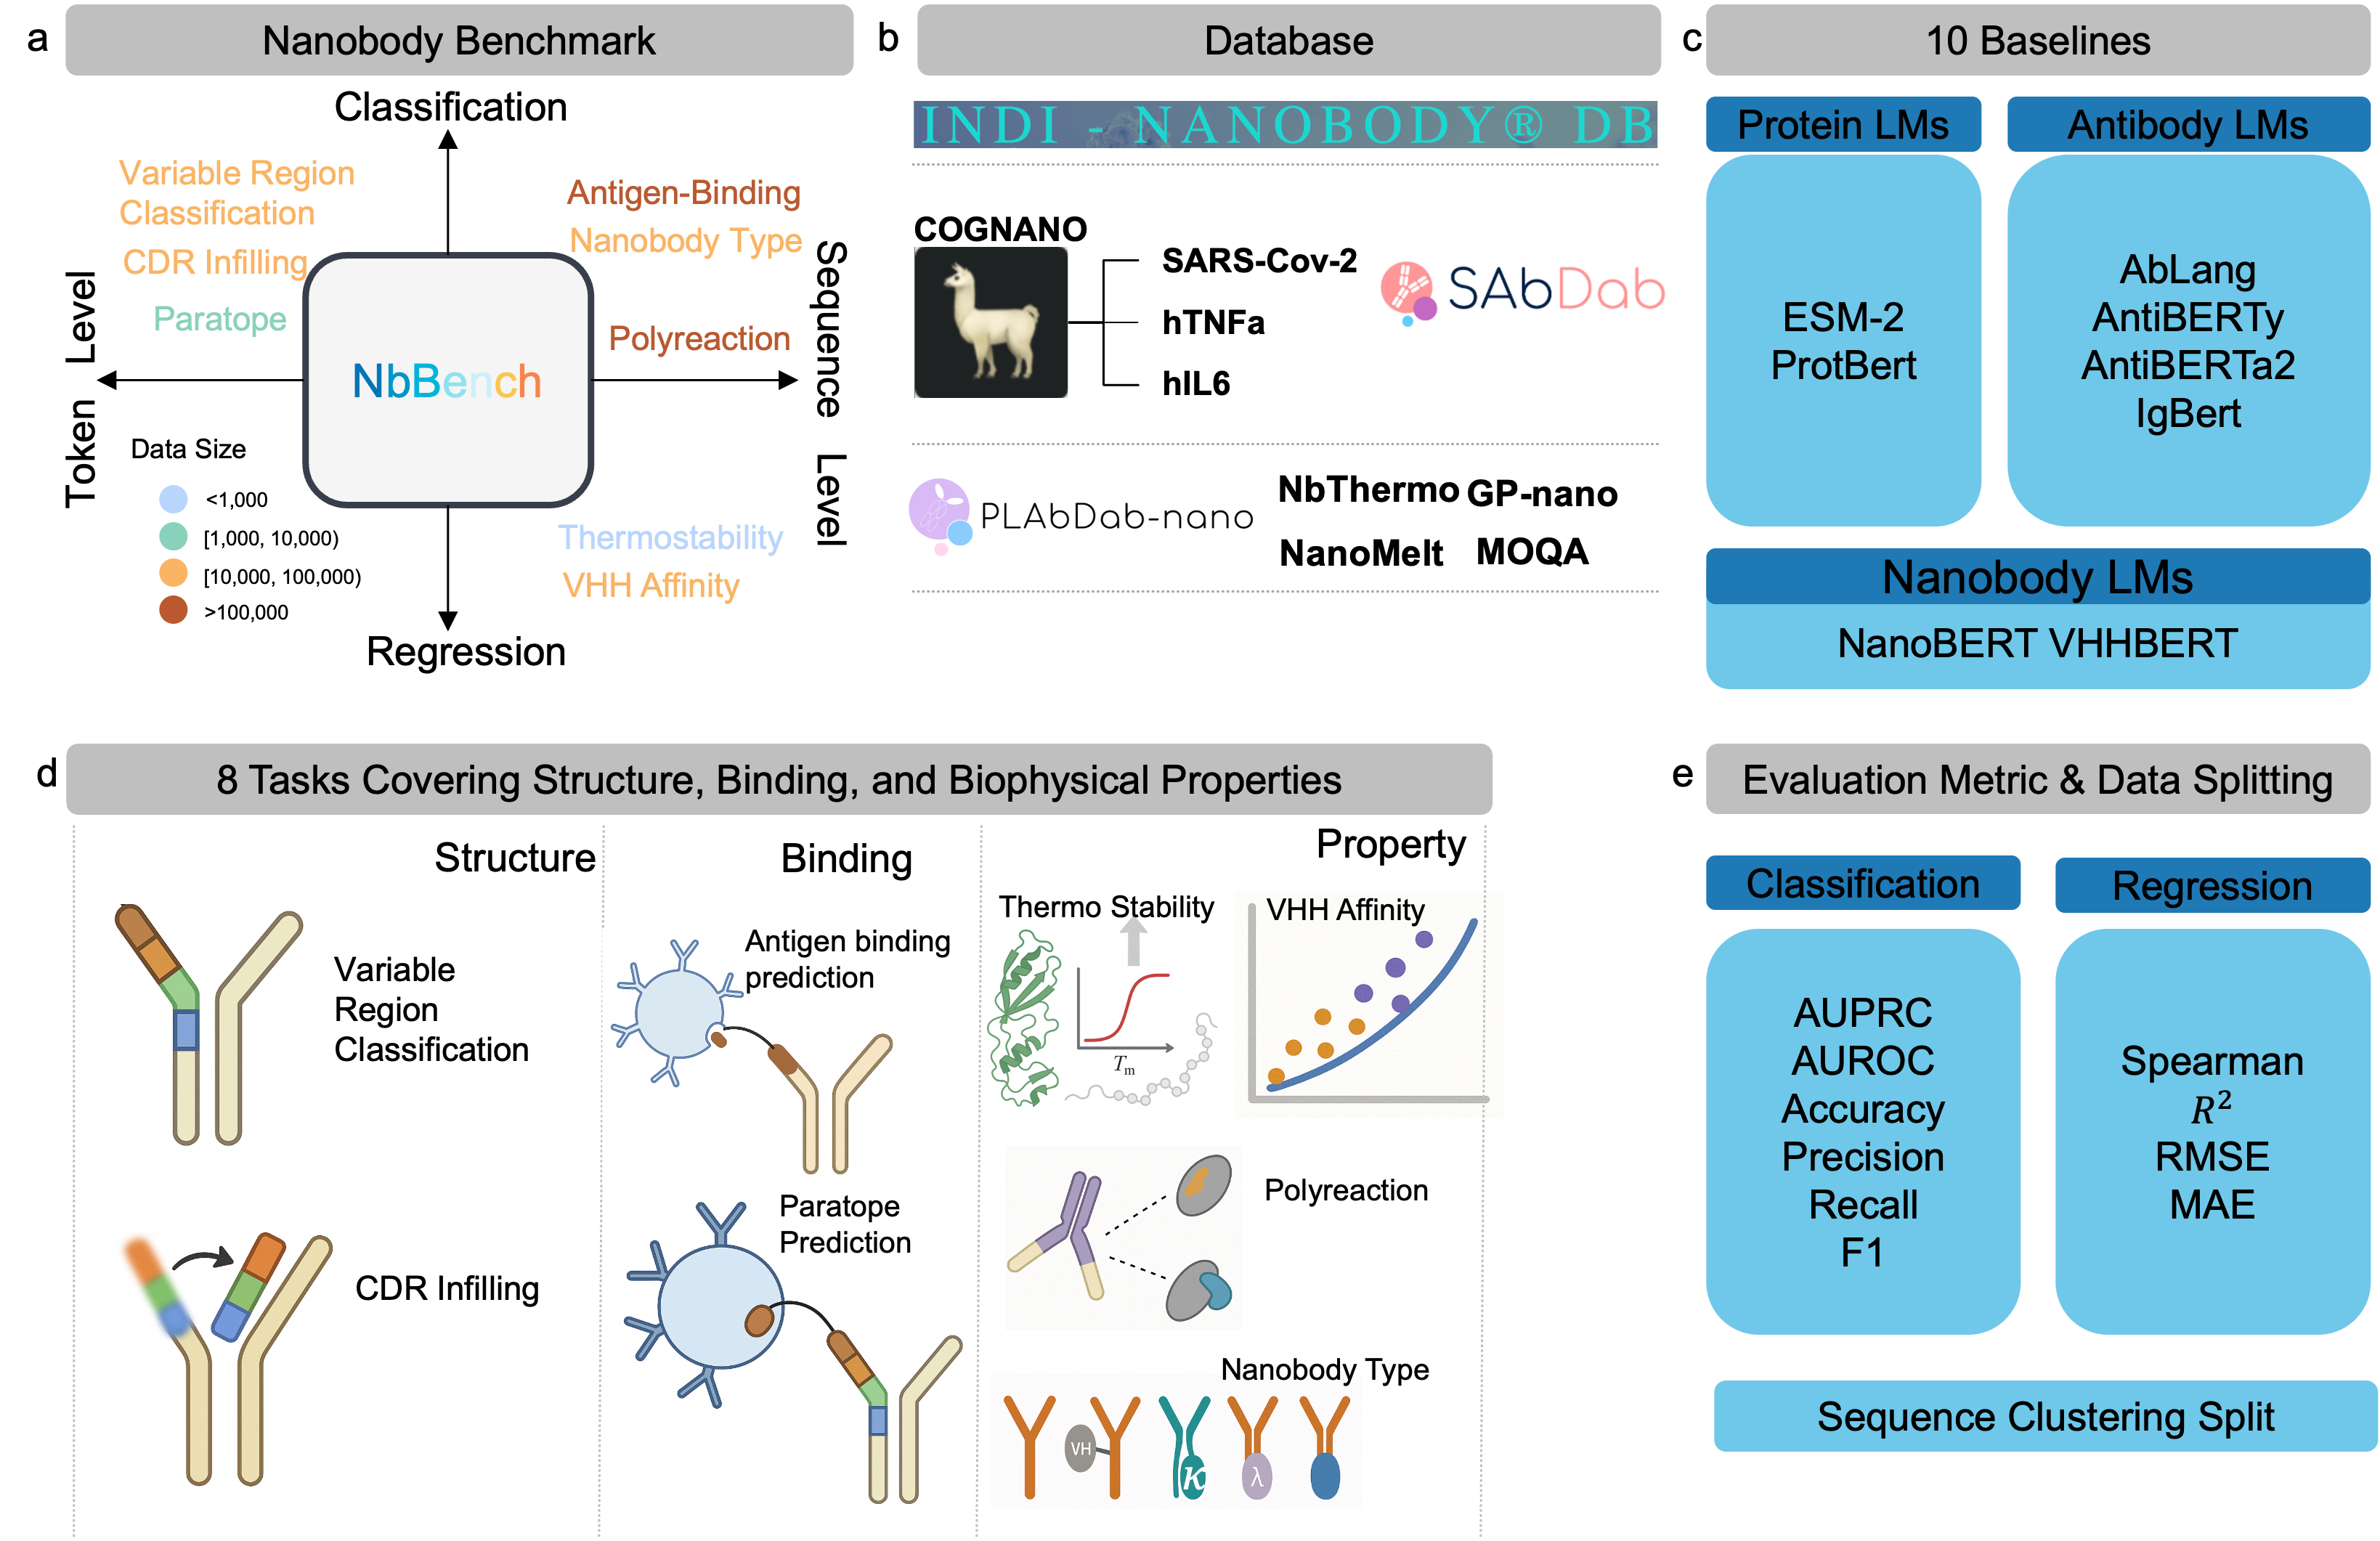 a
Nanobody Benchmark
Classification
Variable Region
Classification
CDR Infilling
Paratope
Antigen-Binding
Nanobody Type
Polyreaction
Token Level
Sequence Level
NbBench
Data Size
<1,000
[1,000, 10,000)
[10,000, 100,000)
>100,000
Thermostability
VHH Affinity
Regression
b
Database
INDI - NANOBODY® DB
COGNANO
SARS-Cov-2
hTNFa
hIL6
SAbDab
PLAbDab-nano
NbThermo GP-nano
NanoMelt MOQA
c
10 Baselines
Protein LMs
ESM-2
ProtBert
Antibody LMs
AbLang
AntiBERTy
AntiBERTa2
IgBert
Nanobody LMs
NanoBERT VHHBERT
d
8 Tasks Covering Structure, Binding, and Biophysical Properties
Structure
Variable
Region
Classification
CDR Infilling
Binding
Antigen binding
prediction
Paratope
Prediction
Property
Thermo Stability
Tm
VHH Affinity
Polyreaction
Nanobody Type
VH
κ
λ
e
Evaluation Metric & Data Splitting
Classification
AUPRC
AUROC
Accuracy
Precision
Recall
F1
Regression
Spearman
R²
RMSE
MAE
Sequence Clustering Split